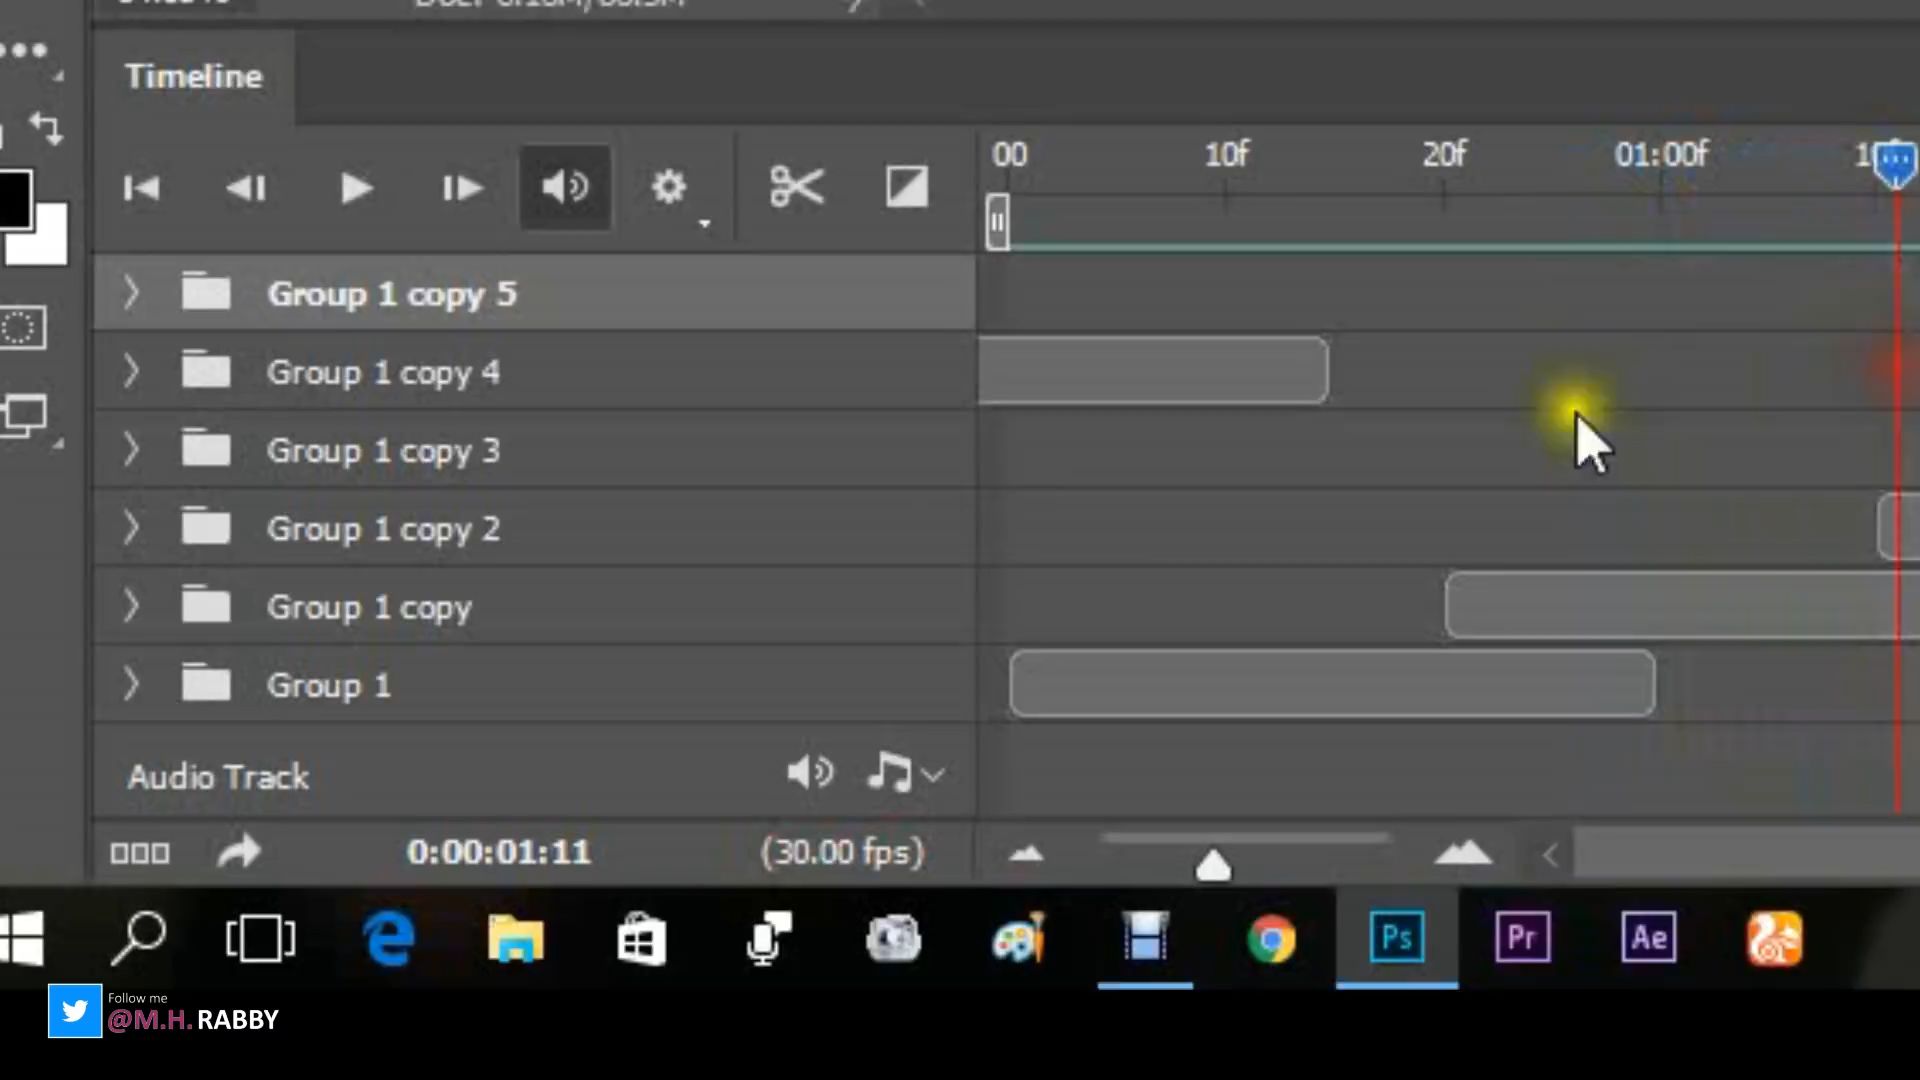 Timeline
00 10f 20f 01:00f
Group 1 copy 5
Group 1 copy 4
Group 1 copy 3
Group 1 copy 2
Group 1 copy
Group 1
Audio Track
0:00:01:11 (30.00 fps)
Ps Pr Ae
Follow me
@M.H. RABBY